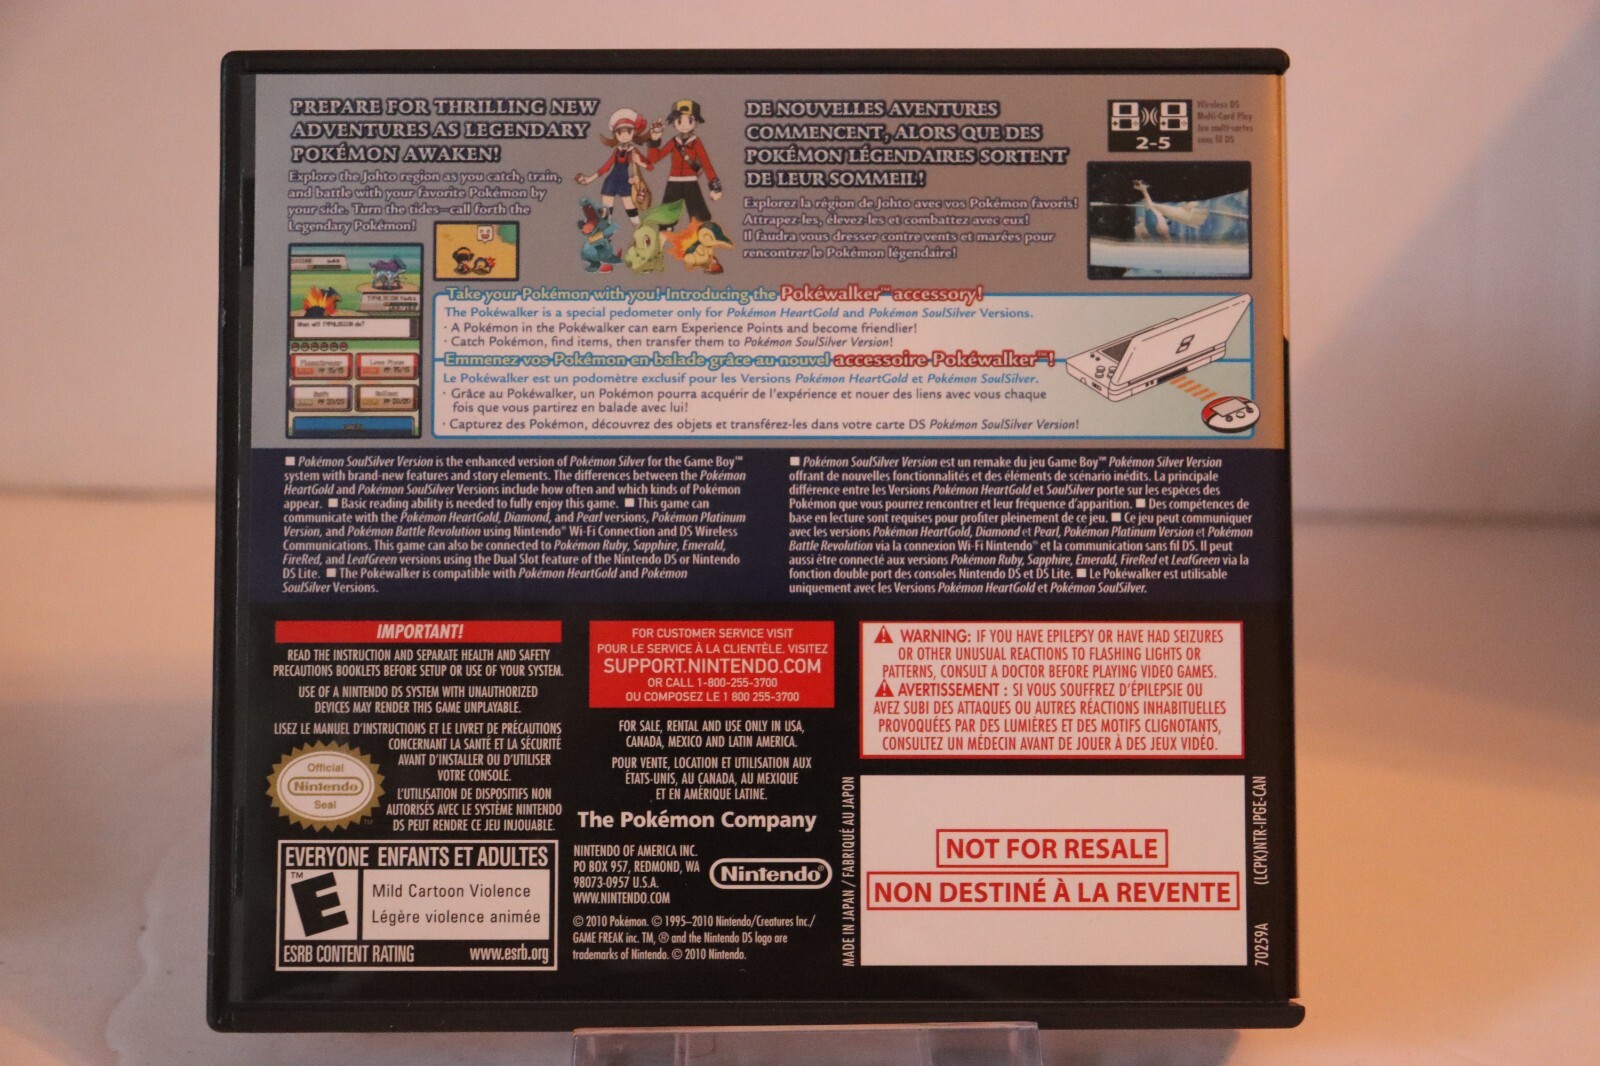 PREPARE FOR THRILLING NEW
ADVENTURES AS LEGENDARY
POKÉMON AWAKEN!
Explore the Johto region as you catch, train,
and battle with your favorite Pokémon by
your side. Turn the tides—call forth the
Legendary Pokémon!
DE NOUVELLES AVENTURES
COMMENCENT, ALORS QUE DES
POKÉMON LÉGENDAIRES SORTENT
DE LEUR SOMMEIL!
Explorez la région de Johto avec vos Pokémon favoris!
Attrapez-les, élevez-les et combattez avec eux!
Il faudra vous dresser contre vents et marées pour
rencontrer le Pokémon légendaire!
2-5
Wireless DS
Multi-Card Play
Jeu multi-cartes
sans fil DS
Take your Pokémon with you! Introducing the Pokéwalker™ accessory!
The Pokéwalker is a special pedometer only for Pokémon HeartGold and Pokémon SoulSilver Versions.
· A Pokémon in the Pokéwalker can earn Experience Points and become friendlier!
· Catch Pokémon, find items, then transfer them to Pokémon SoulSilver Version!
Emmenez vos Pokémon en balade grâce au nouvel accessoire Pokéwalker™!
Le Pokéwalker est un podomètre exclusif pour les Versions Pokémon HeartGold et Pokémon SoulSilver.
· Grâce au Pokéwalker, un Pokémon pourra acquérir de l'expérience et nouer des liens avec vous chaque
fois que vous partirez en balade avec lui!
· Capturez des Pokémon, découvrez des objets et transférez-les dans votre carte DS Pokémon SoulSilver Version!
■ Pokémon SoulSilver Version is the enhanced version of Pokémon Silver for the Game Boy™
system with brand-new features and story elements. The differences between the Pokémon
HeartGold and Pokémon SoulSilver Versions include how often and which kinds of Pokémon
appear. ■ Basic reading ability is needed to fully enjoy this game. ■ This game can
communicate with the Pokémon HeartGold, Diamond, and Pearl versions, Pokémon Platinum
Version, and Pokémon Battle Revolution using Nintendo® Wi-Fi Connection and DS Wireless
Communications. This game can also be connected to Pokémon Ruby, Sapphire, Emerald,
FireRed, and LeafGreen versions using the Dual Slot feature of the Nintendo DS or Nintendo
DS Lite. ■ The Pokéwalker is compatible with Pokémon HeartGold and Pokémon
SoulSilver Versions.
■ Pokémon SoulSilver Version est un remake du jeu Game Boy™ Pokémon Silver Version
offrant de nouvelles fonctionnalités et des éléments de scénario inédits. La principale
différence entre les Versions Pokémon HeartGold et SoulSilver porte sur les espèces des
Pokémon que vous pourrez rencontrer et leur fréquence d'apparition. ■ Des compétences de
base en lecture sont requises pour profiter pleinement de ce jeu. ■ Ce jeu peut communiquer
avec les versions Pokémon HeartGold, Diamond et Pearl, Pokémon Platinum Version et Pokémon
Battle Revolution via la connexion Wi-Fi Nintendo® et la communication sans fil DS. Il peut
aussi être connecté aux versions Pokémon Ruby, Sapphire, Emerald, FireRed et LeafGreen via la
fonction double port des consoles Nintendo DS et DS Lite. ■ Le Pokéwalker est utilisable
uniquement avec les Versions Pokémon HeartGold et Pokémon SoulSilver.
IMPORTANT!
READ THE INSTRUCTION AND SEPARATE HEALTH AND SAFETY
PRECAUTIONS BOOKLETS BEFORE SETUP OR USE OF YOUR SYSTEM.
USE OF A NINTENDO DS SYSTEM WITH UNAUTHORIZED
DEVICES MAY RENDER THIS GAME UNPLAYABLE.
LISEZ LE MANUEL D'INSTRUCTIONS ET LE LIVRET DE PRÉCAUTIONS
CONCERNANT LA SANTÉ ET LA SÉCURITÉ
AVANT D'INSTALLER OU D'UTILISER
VOTRE CONSOLE.
L'UTILISATION DE DISPOSITIFS NON
AUTORISÉS AVEC LE SYSTÈME NINTENDO
DS PEUT RENDRE CE JEU INJOUABLE.
Official
Nintendo
Seal
TM
EVERYONE ENFANTS ET ADULTES
TM
E
Mild Cartoon Violence
Légère violence animée
ESRB CONTENT RATING www.esrb.org
FOR CUSTOMER SERVICE VISIT
POUR LE SERVICE À LA CLIENTÈLE, VISITEZ
SUPPORT.NINTENDO.COM
OR CALL 1-800-255-3700
OU COMPOSEZ LE 1 800 255-3700
FOR SALE, RENTAL AND USE ONLY IN USA,
CANADA, MEXICO AND LATIN AMERICA.
POUR VENTE, LOCATION ET UTILISATION AUX
ÉTATS-UNIS, AU CANADA, AU MEXIQUE
ET EN AMÉRIQUE LATINE.
The Pokémon Company
NINTENDO OF AMERICA INC.
PO BOX 957, REDMOND, WA
98073-0957 U.S.A.
WWW.NINTENDO.COM
Nintendo®
© 2010 Pokémon. © 1995–2010 Nintendo/Creatures Inc./
GAME FREAK inc. TM, ® and the Nintendo DS logo are
trademarks of Nintendo. © 2010 Nintendo.
WARNING: IF YOU HAVE EPILEPSY OR HAVE HAD SEIZURES
OR OTHER UNUSUAL REACTIONS TO FLASHING LIGHTS OR
PATTERNS, CONSULT A DOCTOR BEFORE PLAYING VIDEO GAMES.
AVERTISSEMENT : SI VOUS SOUFFREZ D'ÉPILEPSIE OU
AVEZ SUBI DES ATTAQUES OU AUTRES RÉACTIONS INHABITUELLES
PROVOQUÉES PAR DES LUMIÈRES ET DES MOTIFS CLIGNOTANTS,
CONSULTEZ UN MÉDECIN AVANT DE JOUER À DES JEUX VIDÉO.
MADE IN JAPAN / FABRIQUÉ AU JAPON
NOT FOR RESALE
NON DESTINÉ À LA REVENTE
70259A (LCPK)NTR-IPGE-CAN